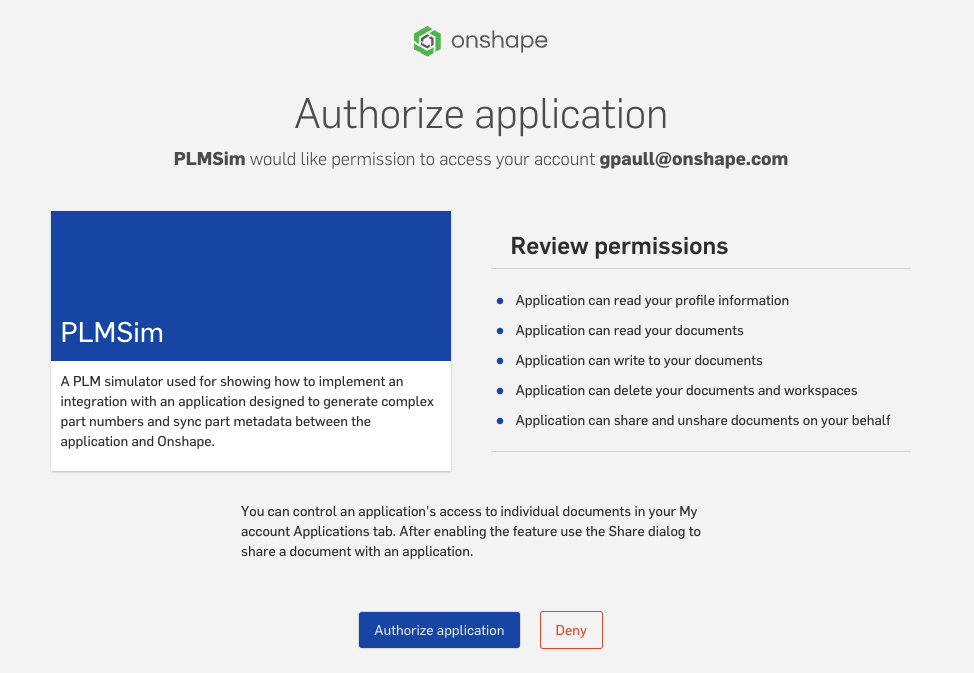 onshape
Authorize application
PLMSim would like permission to access your account gpaull@onshape.com
PLMSim
A PLM simulator used for showing how to implement an
integration with an application designed to generate complex
part numbers and sync part metadata between the
application and Onshape.
Review permissions
Application can read your profile information
Application can read your documents
Application can write to your documents
Application can delete your documents and workspaces
Application can share and unshare documents on your behalf
You can control an application's access to individual documents in your My
account Applications tab. After enabling the feature use the Share dialog to
share a document with an application.
Authorize application
Deny